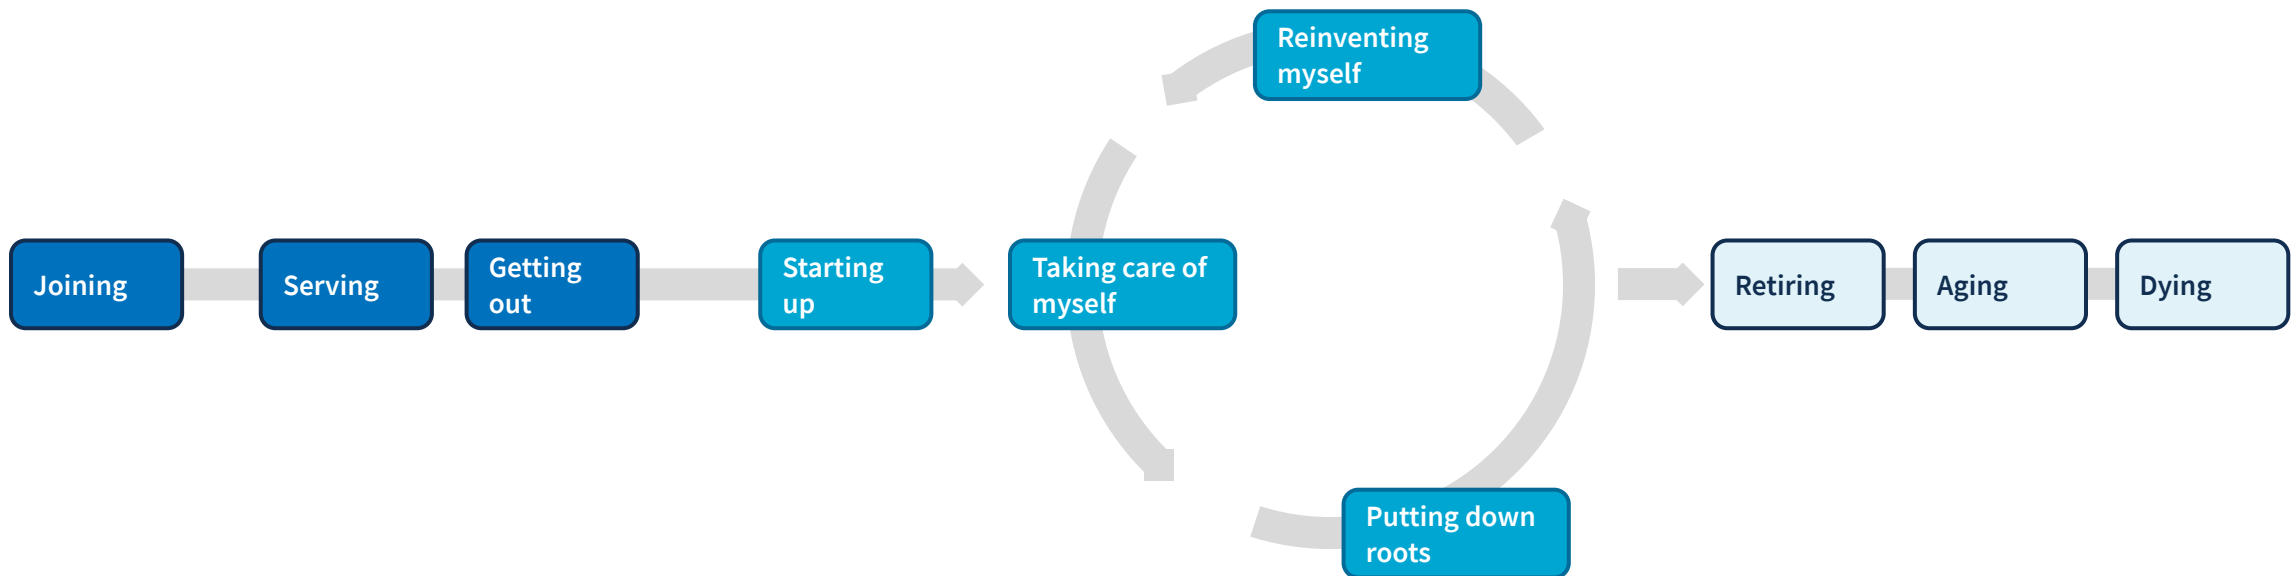 Joining
Serving
Getting
out
Starting
up
Taking care of
myself
Reinventing
myself
Putting down
roots
Retiring
Aging
Dying